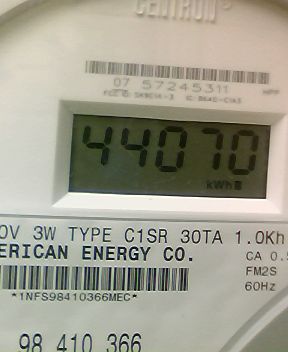 CENTRON®
07 57245311
44070
kWh
0V 3W TYPE C1SR 30TA 1.0Kh
ERICAN ENERGY CO.
CA 0.5
FM2S
60Hz
*1NFS98410366MEC*
98 410 366